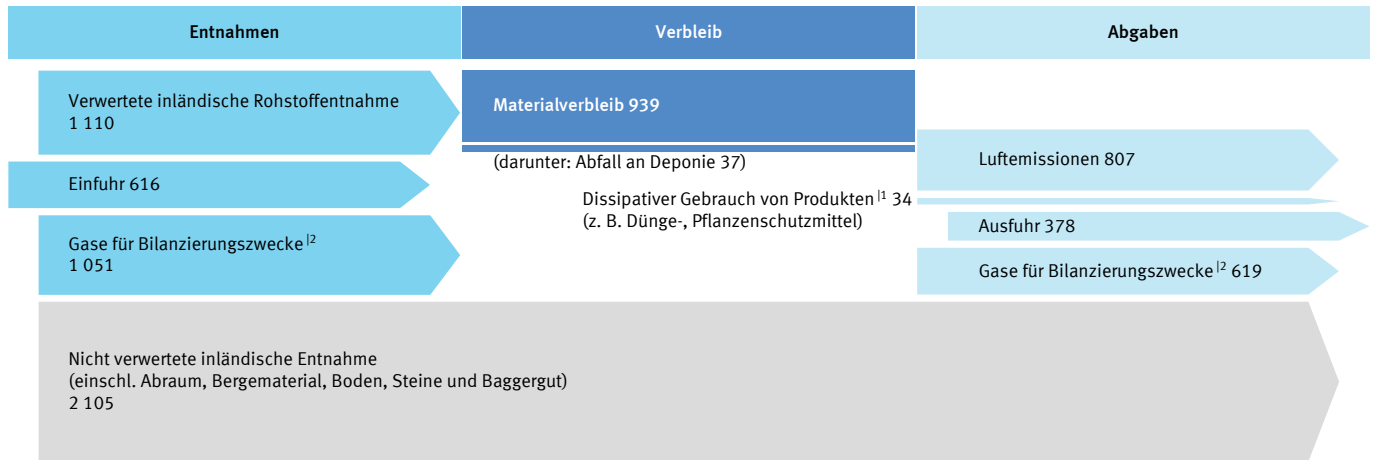 Entnahmen
Verbleib
Abgaben
Verwertete inländische Rohstoffentnahme
1 110
Materialverbleib 939
(darunter: Abfall an Deponie 37)
Luftemissionen 807
Einfuhr 616
Dissipativer Gebrauch von Produkten |1 34
(z. B. Dünge-, Pflanzenschutzmittel)
Ausfuhr 378
Gase für Bilanzierungszwecke |2
1 051
Gase für Bilanzierungszwecke |2 619
Nicht verwertete inländische Entnahme
(einschl. Abraum, Bergematerial, Boden, Steine und Baggergut)
2 105